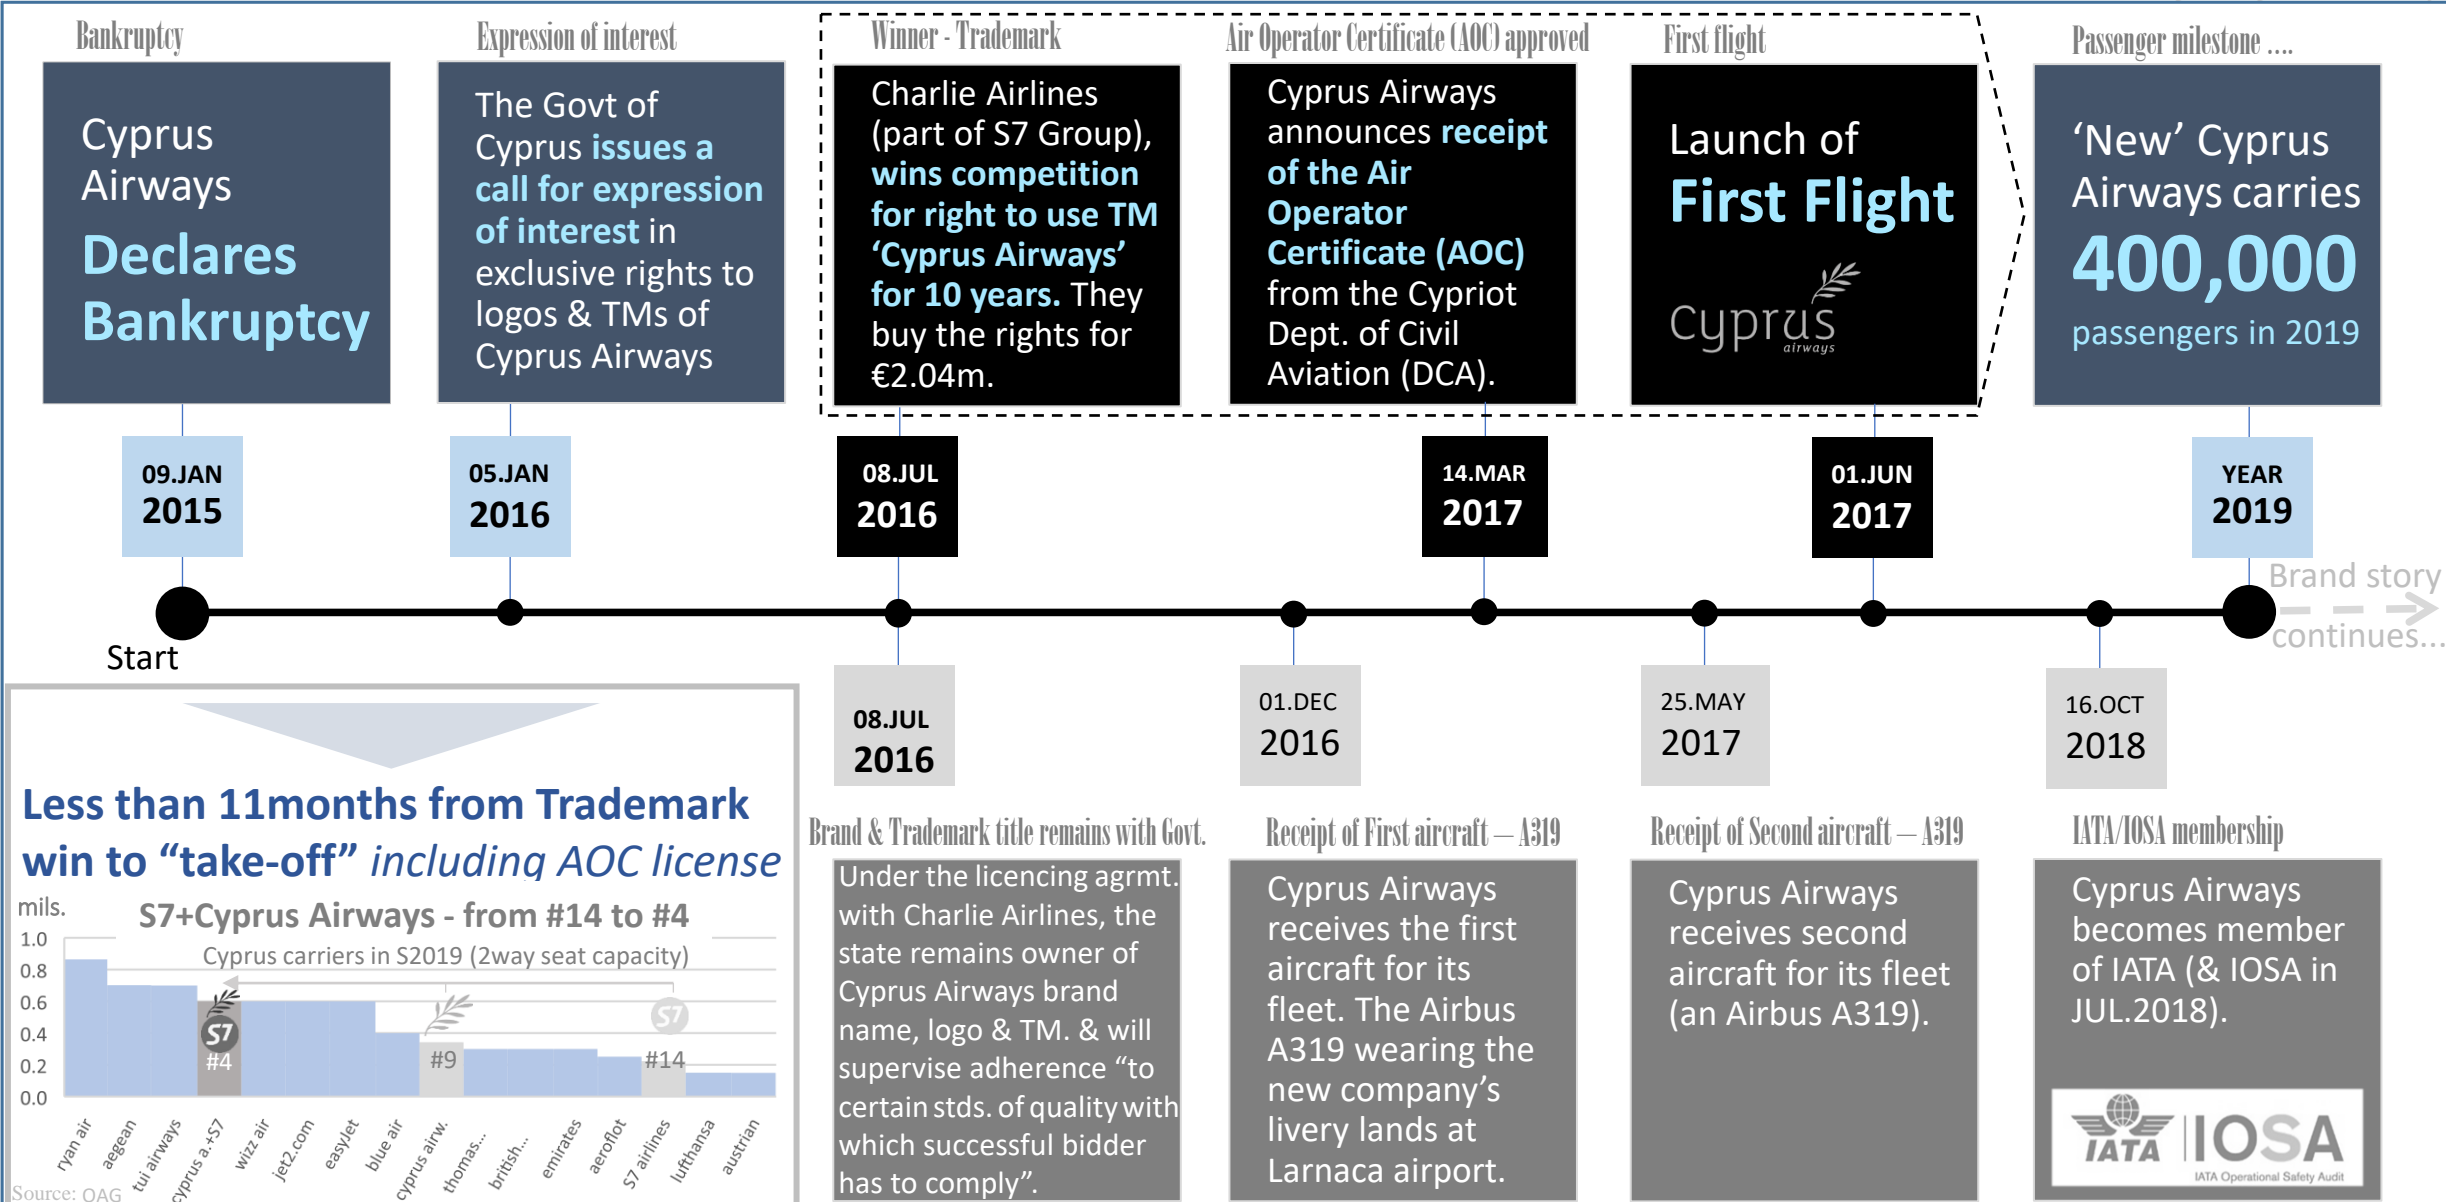 Bankruptcy
Cyprus
Airways
Declares
Bankruptcy
09.JAN
2015
Expression of interest
The Govt of
Cyprus issues a
call for expression
of interest in
exclusive rights to
logos & TMs of
Cyprus Airways
05.JAN
2016
Winner - Trademark
Charlie Airlines
(part of S7 Group),
wins competition
for right to use TM
‘Cyprus Airways’
for 10 years. They
buy the rights for
€2.04m.
08.JUL
2016
Air Operator Certificate (AOC) approved
Cyprus Airways
announces receipt
of the Air
Operator
Certificate (AOC)
from the Cypriot
Dept. of Civil
Aviation (DCA).
14.MAR
2017
First flight
Launch of
First Flight
Cyprus
airways
01.JUN
2017
Passenger milestone ....
‘New’ Cyprus
Airways carries
400,000
passengers in 2019
YEAR
2019
Brand story
continues...
Start
Less than 11months from Trademark
win to “take-off” including AOC license
mils.
S7+Cyprus Airways - from #14 to #4
Cyprus carriers in S2019 (2way seat capacity)
1.0
0.8
0.6
0.4
0.2
0.0
S7
#4
#9
S7
#14
ryan air
aegean
tui airways
cyprus a.+S7
wizz air
jet2.com
easyJet
blue air
cyprus airw.
thomas...
british...
emirates
aeroflot
S7 airlines
lufthansa
austrian
Source: OAG
08.JUL
2016
Brand & Trademark title remains with Govt.
Under the licencing agrmt.
with Charlie Airlines, the
state remains owner of
Cyprus Airways brand
name, logo & TM. & will
supervise adherence “to
certain stds. of quality with
which successful bidder
has to comply”.
01.DEC
2016
Receipt of First aircraft – A319
Cyprus Airways
receives the first
aircraft for its
fleet. The Airbus
A319 wearing the
new company’s
livery lands at
Larnaca airport.
25.MAY
2017
Receipt of Second aircraft – A319
Cyprus Airways
receives second
aircraft for its fleet
(an Airbus A319).
16.OCT
2018
IATA/IOSA membership
Cyprus Airways
becomes member
of IATA (& IOSA in
JUL.2018).
IATA
IOSA
IATA Operational Safety Audit